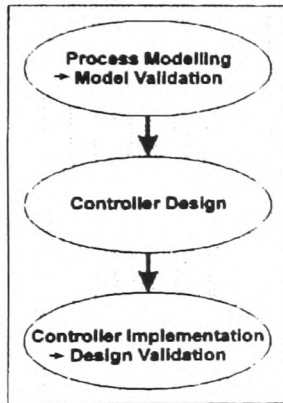 Process Modelling
→ Model Validation
Controller Design
Controller Implementation
→ Design Validation